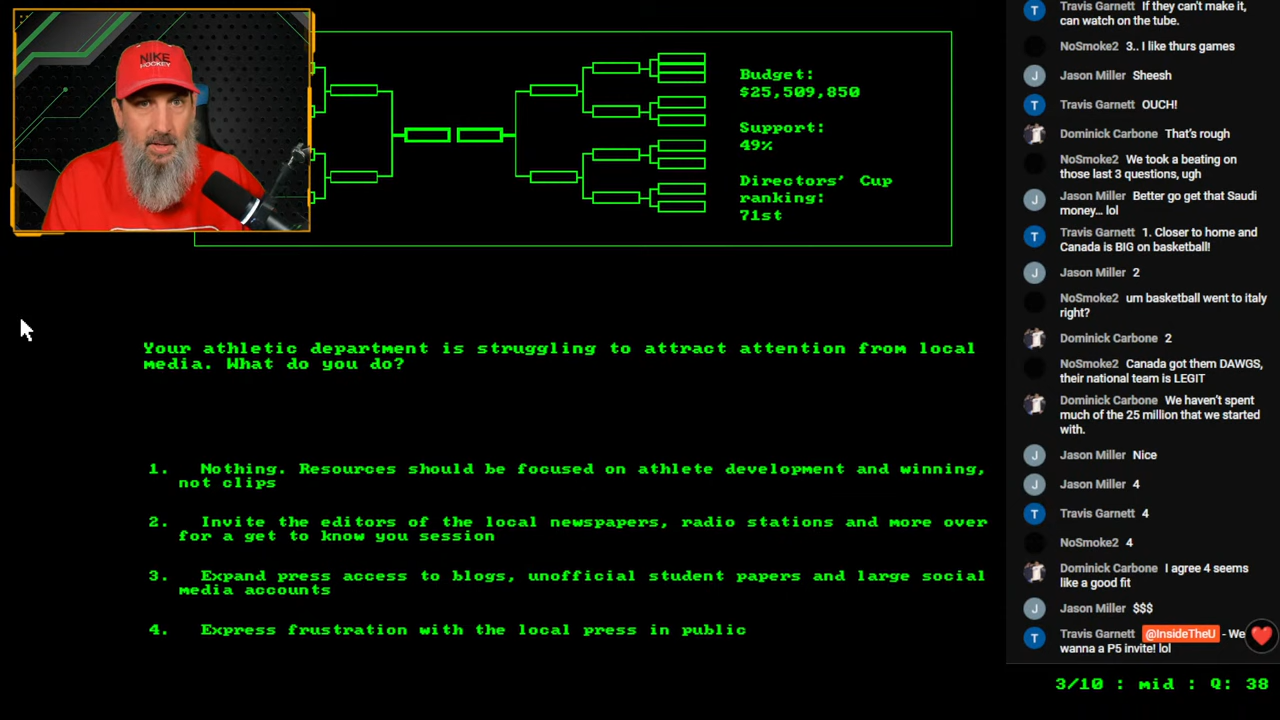 NIKE
HOCKEY
Budget:
$25,509,850
Support:
49%
Directors' Cup
ranking:
71st
Your athletic department is struggling to attract attention from local
media. What do you do?
1. Nothing. Resources should be focused on athlete development and winning,
not clips
2. Invite the editors of the local newspapers, radio stations and more over
for a get to know you session
3. Expand press access to blogs, unofficial student papers and large social
media accounts
4. Express frustration with the local press in public
3/10 : mid : Q: 38
T Travis Garnett If they can't make it,
can watch on the tube.
NoSmoke2 3.. I like thurs games
J Jason Miller Sheesh
T Travis Garnett OUCH!
Dominick Carbone That's rough
NoSmoke2 We took a beating on
those last 3 questions, ugh
J Jason Miller Better go get that Saudi
money... lol
T Travis Garnett 1. Closer to home and
Canada is BIG on basketball!
J Jason Miller 2
NoSmoke2 um basketball went to italy
right?
Dominick Carbone 2
NoSmoke2 Canada got them DAWGS,
their national team is LEGIT
Dominick Carbone We haven't spent
much of the 25 million that we started
with.
J Jason Miller Nice
J Jason Miller 4
T Travis Garnett 4
NoSmoke2 4
Dominick Carbone I agree 4 seems
like a good fit
J Jason Miller $$$
T Travis Garnett @InsideTheU - We
wanna a P5 invite! lol